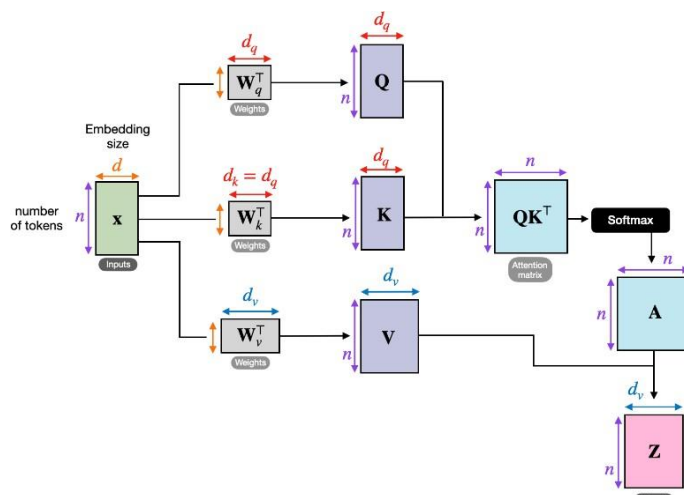 d_q
W_q^⊤
Weights
d_q
n
Q
Embedding
size
d
number
of tokens
n
x
Inputs
d_k = d_q
W_k^⊤
Weights
d_q
n
K
n
n
QK^⊤
Attention
matrix
Softmax
d_v
W_v^⊤
Weights
d_v
n
V
n
n
A
d_v
n
Z